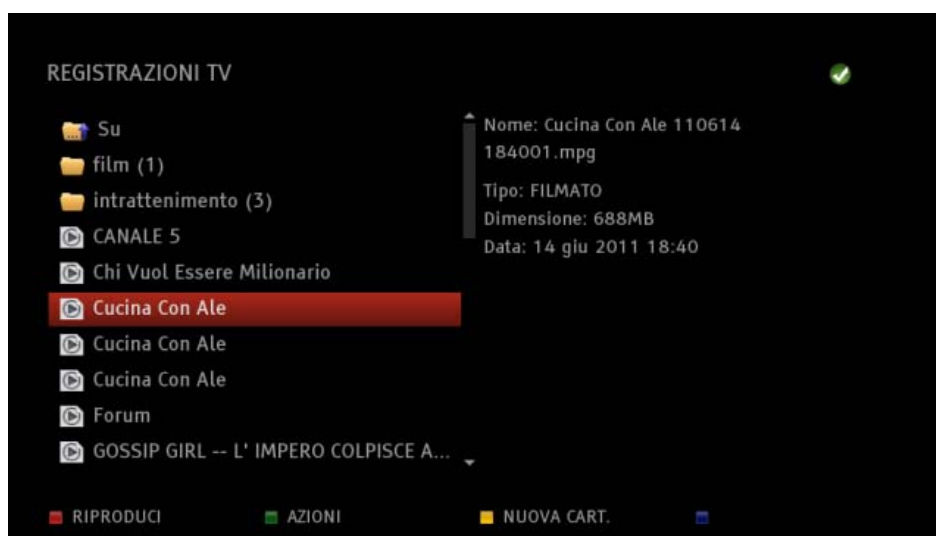 REGISTRAZIONI TV
Su
film (1)
intrattenimento (3)
CANALE 5
Chi Vuol Essere Milionario
Cucina Con Ale
Cucina Con Ale
Cucina Con Ale
Forum
GOSSIP GIRL -- L' IMPERO COLPISCE A...
Nome: Cucina Con Ale 110614
184001.mpg
Tipo: FILMATO
Dimensione: 688MB
Data: 14 giu 2011 18:40
RIPRODUCI AZIONI NUOVA CART.